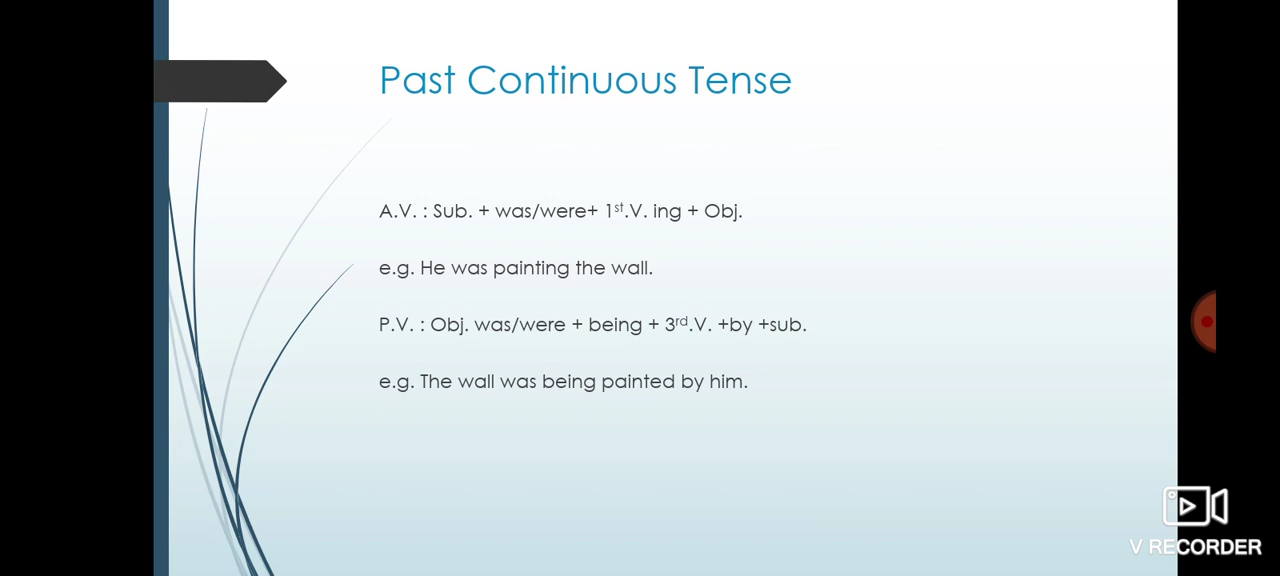 Past Continuous Tense
A.V. : Sub. + was/were+ 1st.V. ing + Obj.
e.g. He was painting the wall.
P.V. : Obj. was/were + being + 3rd.V. +by +sub.
e.g. The wall was being painted by him.
V RECORDER